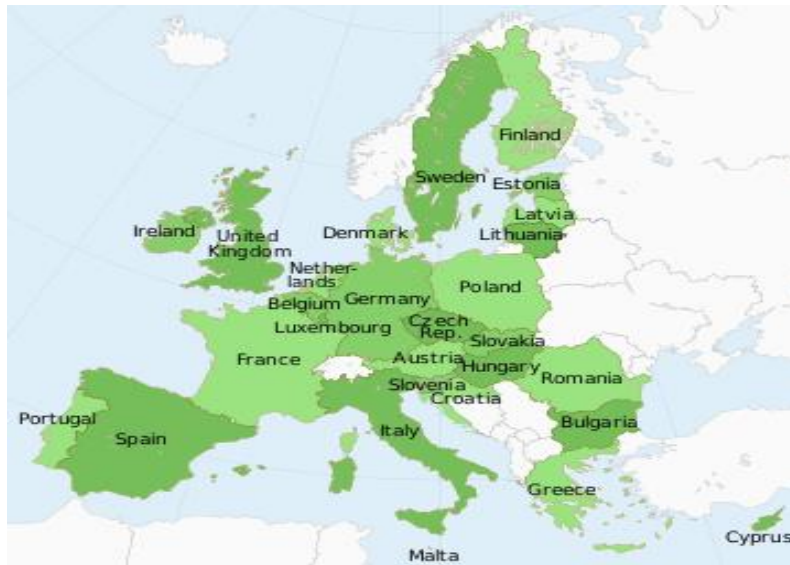 Finland
Sweden
Estonia
Latvia
Lithuania
Ireland
United
Kingdom
Denmark
Nether-
lands
Belgium
Germany
Poland
Luxembourg
Czech
Rep.
Slovakia
France
Austria
Hungary
Slovenia
Romania
Croatia
Portugal
Spain
Italy
Bulgaria
Greece
Cyprus
Malta